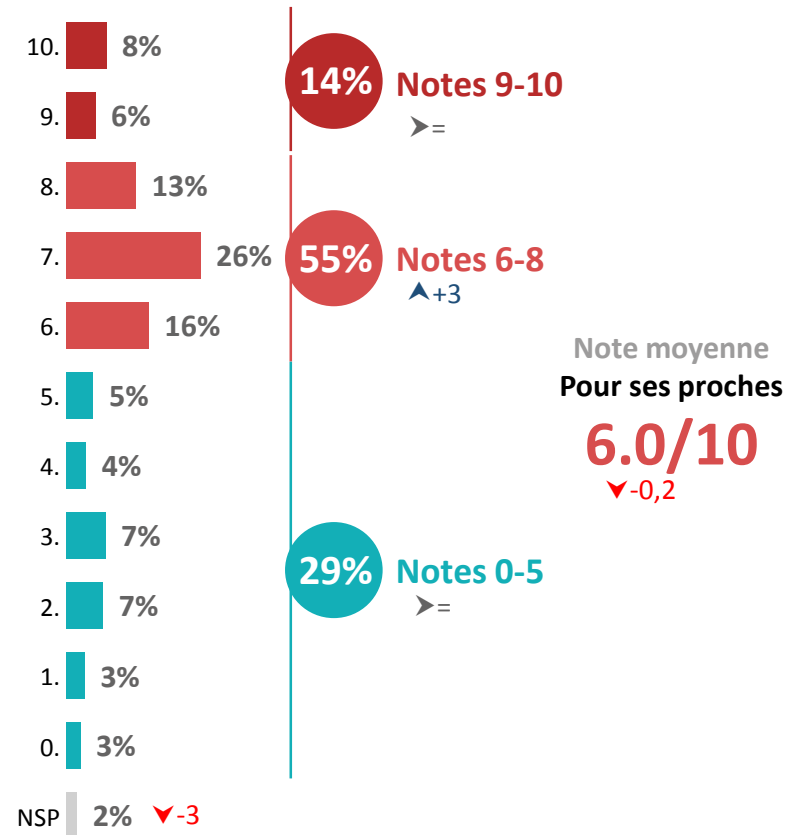 10. 8%
9. 6%
14% Notes 9-10
=
8. 13%
7. 26%
6. 16%
55% Notes 6-8
+3
5. 5%
4. 4%
3. 7%
2. 7%
1. 3%
0. 3%
29% Notes 0-5
=
NSP 2% -3
Note moyenne
Pour ses proches
6.0/10
-0,2